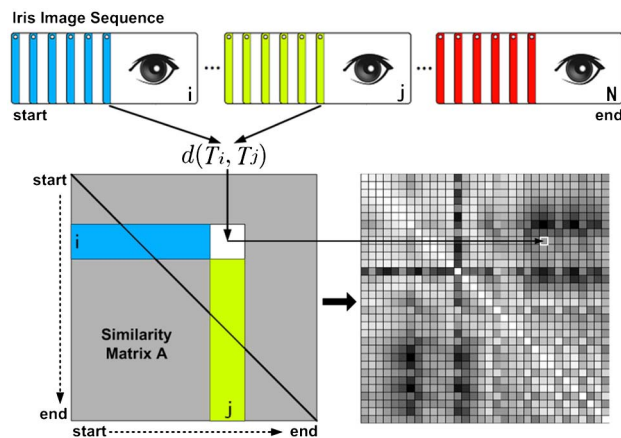 Iris Image Sequence
i ... j ... N
start end
d(Ti, Tj)
start
i
Similarity
Matrix A
end
j
start end